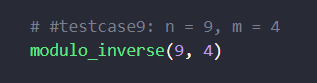 # #testcase9: n = 9, m = 4
modulo_inverse(9, 4)